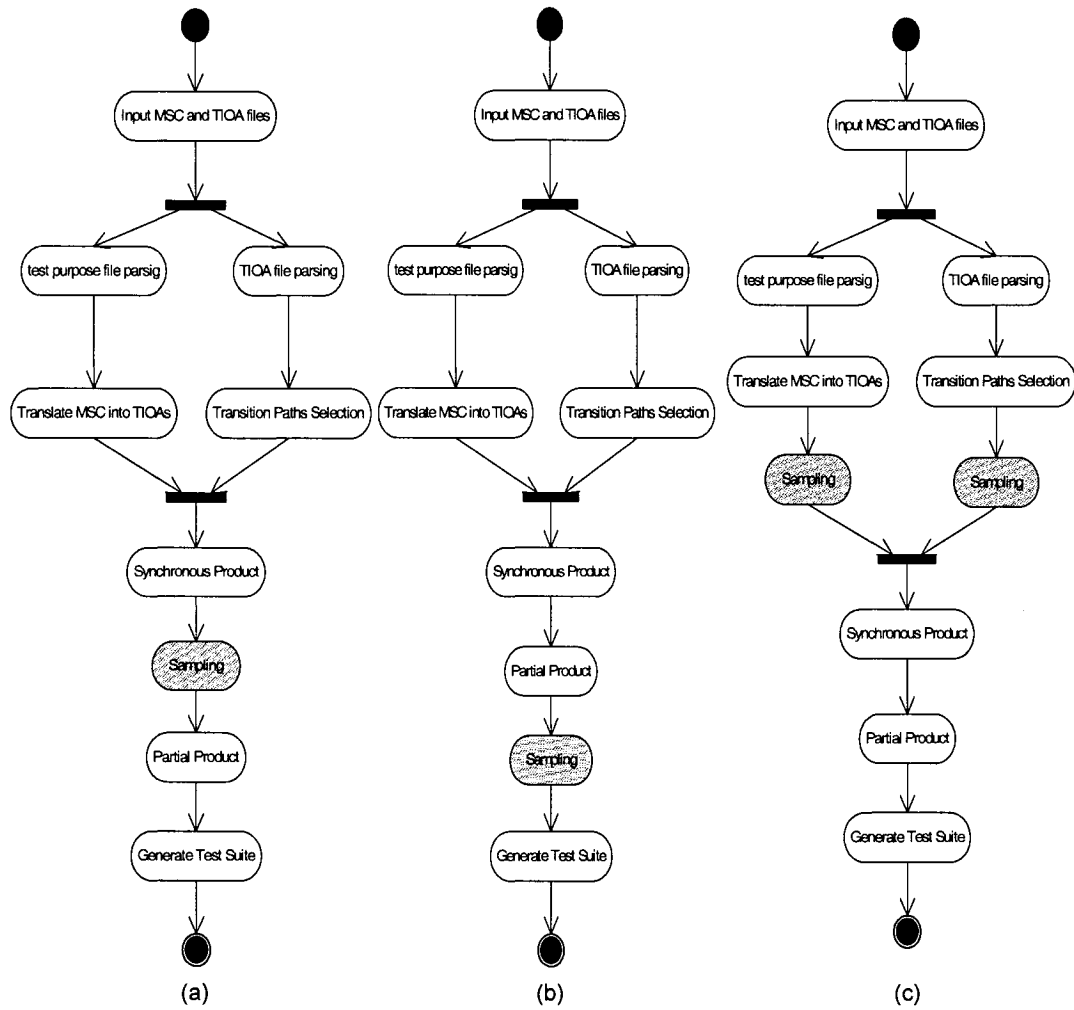 Input MSC and TIOA files
test purpose file parsig
TIOA file parsing
Translate MSC into TIOAs
Transition Paths Selection
Synchronous Product
Sampling
Partial Product
Generate Test Suite
(a)
Input MSC and TIOA files
test purpose file parsig
TIOA file parsing
Translate MSC into TIOAs
Transition Paths Selection
Synchronous Product
Partial Product
Sampling
Generate Test Suite
(b)
Input MSC and TIOA files
test purpose file parsig
TIOA file parsing
Translate MSC into TIOAs
Transition Paths Selection
Sampling
Sampling
Synchronous Product
Partial Product
Generate Test Suite
(c)